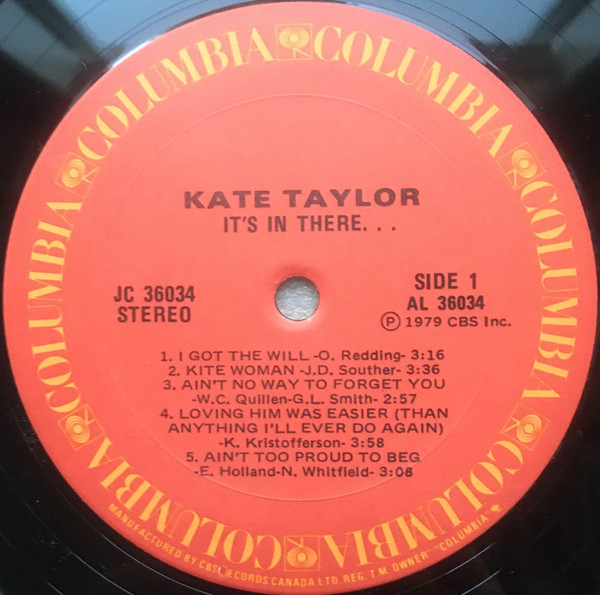 COLUMBIA COLUMBIA COLUMBIA COLUMBIA COLUMBIA COLUMBIA COLUMBIA COLUMBIA
KATE TAYLOR
IT'S IN THERE. . .
JC 36034
STEREO
SIDE 1
AL 36034
Ⓟ 1979 CBS Inc.
1. I GOT THE WILL -O. Redding- 3:16
2. KITE WOMAN -J.D. Souther- 3:36
3. AIN'T NO WAY TO FORGET YOU
-W.C. Quillen-G.L. Smith- 2:57
4. LOVING HIM WAS EASIER (THAN
ANYTHING I'LL EVER DO AGAIN)
-K. Kristofferson- 3:58
5. AIN'T TOO PROUD TO BEG
-E. Holland-N. Whitfield- 3:08
MANUFACTURED BY CBS RECORDS CANADA LTD REG. T.M. OWNER "COLUMBIA"